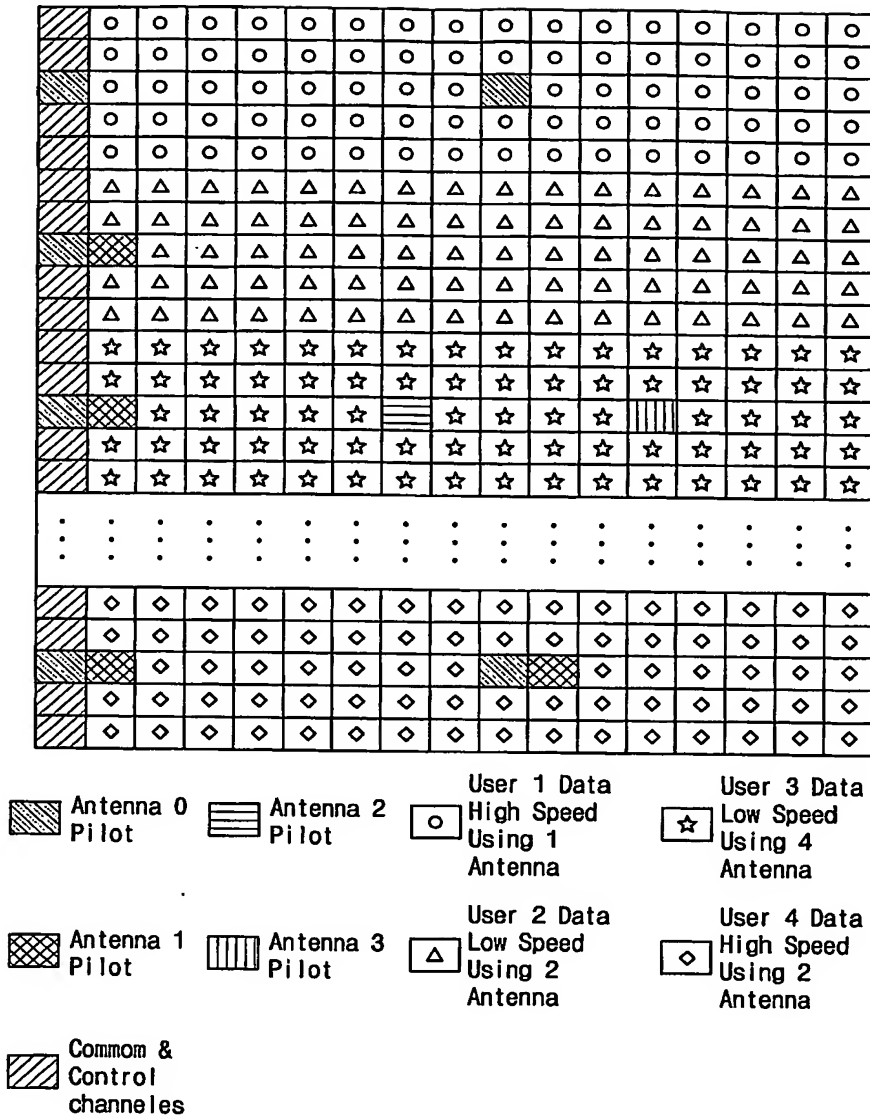 Antenna 0
Pilot
Antenna 2
Pilot
User 1 Data
High Speed
Using 1
Antenna
User 3 Data
Low Speed
Using 4
Antenna
Antenna 1
Pilot
Antenna 3
Pilot
User 2 Data
Low Speed
Using 2
Antenna
User 4 Data
High Speed
Using 2
Antenna
Commom &
Control
channeles